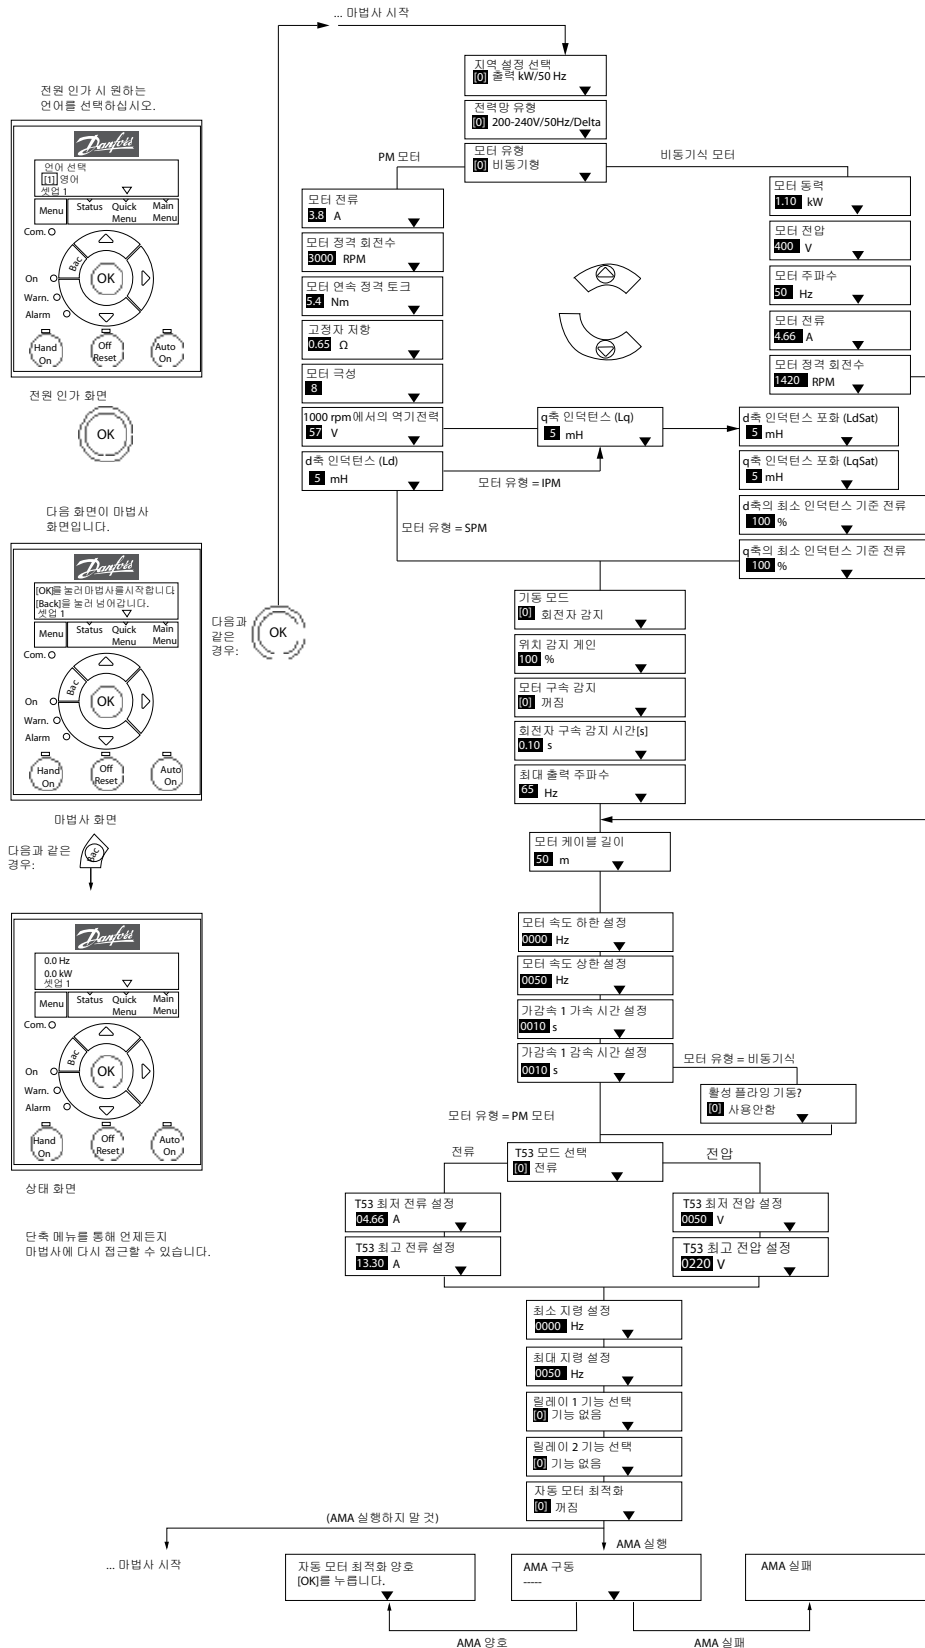 ... 마법사 시작
전원 인가 시 원하는
언어를 선택하십시오.
Danfoss
언어 선택
[1] 영어
셋업 1
Menu
Status
Quick
Menu
Main
Menu
Com.
Bac
OK
On
Warn.
Alarm
Hand
On
Off
Reset
Auto
On
전원 인가 화면
OK
다음 화면이 마법사
화면입니다.
Danfoss
[OK]를 눌러마법사를시작합니다
[Back]을 눌러 넘어갑니다.
셋업 1
Menu
Status
Quick
Menu
Main
Menu
Com.
Bac
OK
On
Warn.
Alarm
Hand
On
Off
Reset
Auto
On
마법사 화면
다음과
같은
경우:
OK
다음과 같은
경우:
Bac
Danfoss
0.0 Hz
0.0 kW
셋업 1
Menu
Status
Quick
Menu
Main
Menu
Com.
Bac
OK
On
Warn.
Alarm
Hand
On
Off
Reset
Auto
On
상태 화면
단축 메뉴를 통해 언제든지
마법사에 다시 접근할 수 있습니다.
지역 설정 선택
[0] 출력 kW/50 Hz
전력망 유형
[0] 200-240V/50Hz/Delta
모터 유형
[0] 비동기형
PM 모터
비동기식 모터
모터 전류
3.8 A
모터 정격 회전수
3000 RPM
모터 연속 정격 토크
5.4 Nm
고정자 저항
0.65 Ω
모터 극성
8
1000 rpm에서의 역기전력
57 V
d축 인덕턴스 (Ld)
5 mH
모터 동력
1.10 kW
모터 전압
400 V
모터 주파수
50 Hz
모터 전류
4.66 A
모터 정격 회전수
1420 RPM
q축 인덕턴스 (Lq)
5 mH
모터 유형 = IPM
d축 인덕턴스 포화 (LdSat)
5 mH
q축 인덕턴스 포화 (LqSat)
5 mH
d축의 최소 인덕턴스 기준 전류
100 %
q축의 최소 인덕턴스 기준 전류
100 %
모터 유형 = SPM
기동 모드
[0] 회전자 감지
위치 감지 게인
100 %
모터 구속 감지
[0] 꺼짐
회전자 구속 감지 시간[s]
0.10 s
최대 출력 주파수
65 Hz
모터 케이블 길이
50 m
모터 속도 하한 설정
0000 Hz
모터 속도 상한 설정
0050 Hz
가감속 1 가속 시간 설정
0010 s
가감속 1 감속 시간 설정
0010 s
모터 유형 = 비동기식
활성 플라잉 기동?
[0] 사용안함
모터 유형 = PM 모터
전류
T53 모드 선택
[0] 전류
전압
T53 최저 전류 설정
04.66 A
T53 최고 전류 설정
13.30 A
T53 최저 전압 설정
0050 V
T53 최고 전압 설정
0220 V
최소 지령 설정
0000 Hz
최대 지령 설정
0050 Hz
릴레이 1 기능 선택
[0] 기능 없음
릴레이 2 기능 선택
[0] 기능 없음
자동 모터 최적화
[0] 꺼짐
(AMA 실행하지 말 것)
AMA 실행
... 마법사 시작
자동 모터 최적화 양호
[OK]를 누릅니다.
AMA 구동
-----
AMA 실패
AMA 양호
AMA 실패